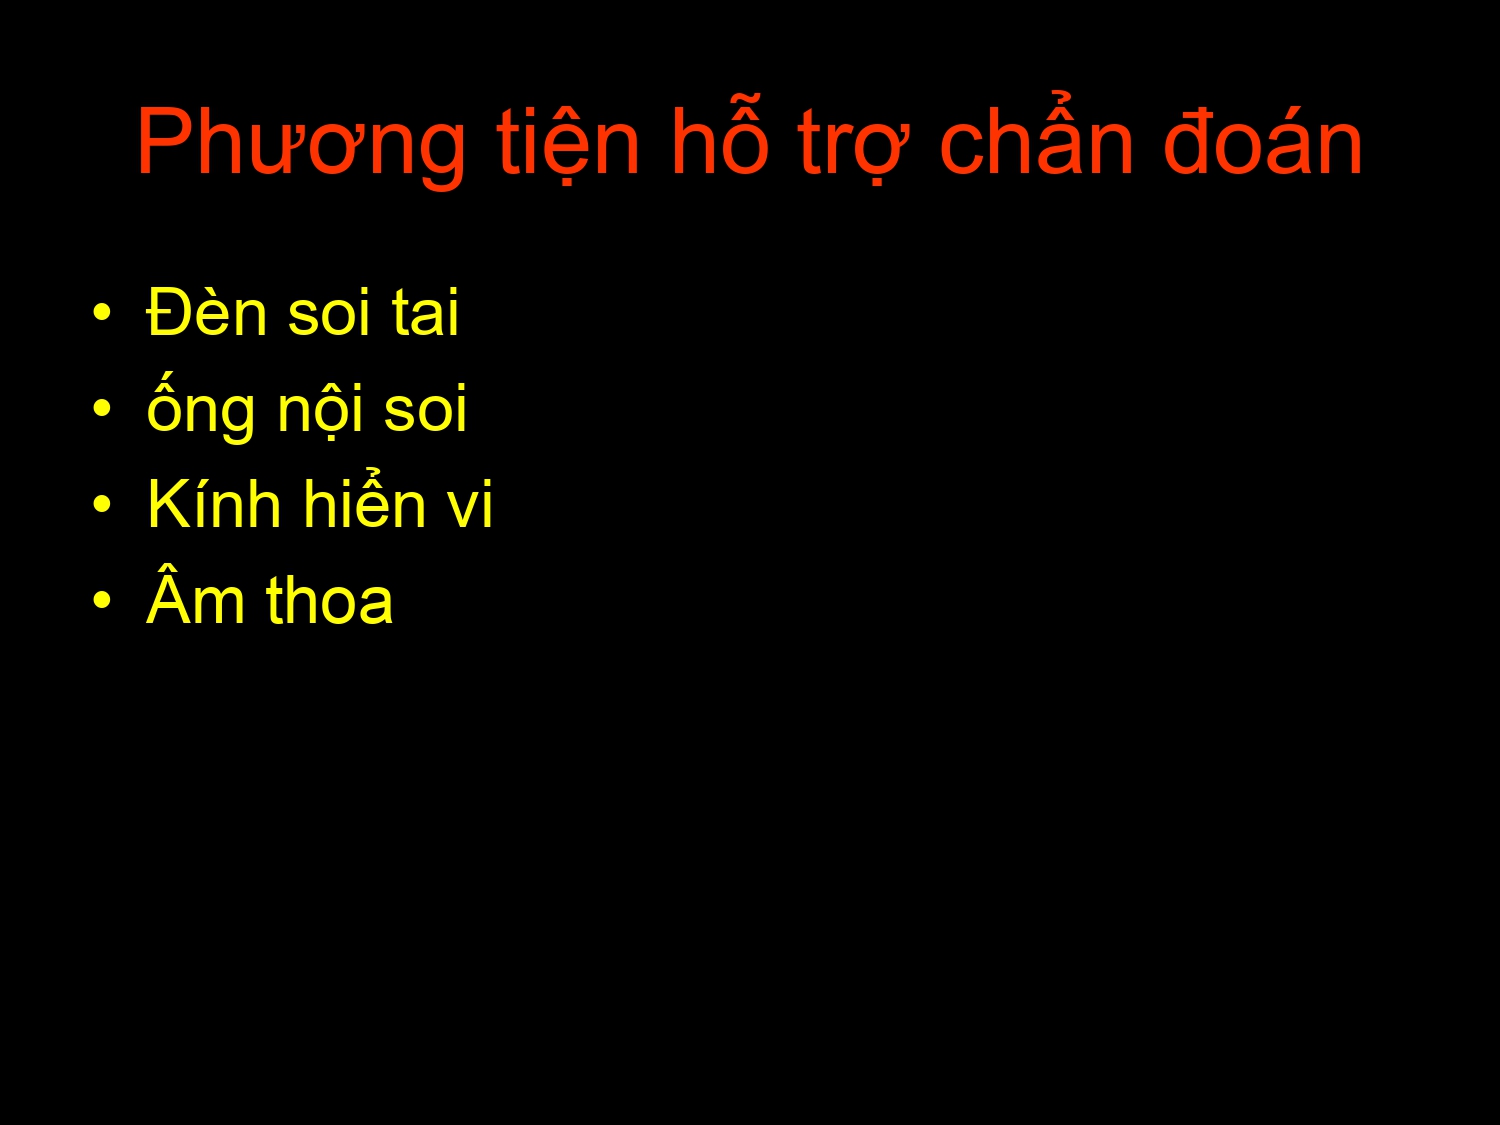 Phương tiện hỗ trợ chẩn đoán
• Đèn soi tai
• ống nội soi
• Kính hiển vi
• Âm thoa